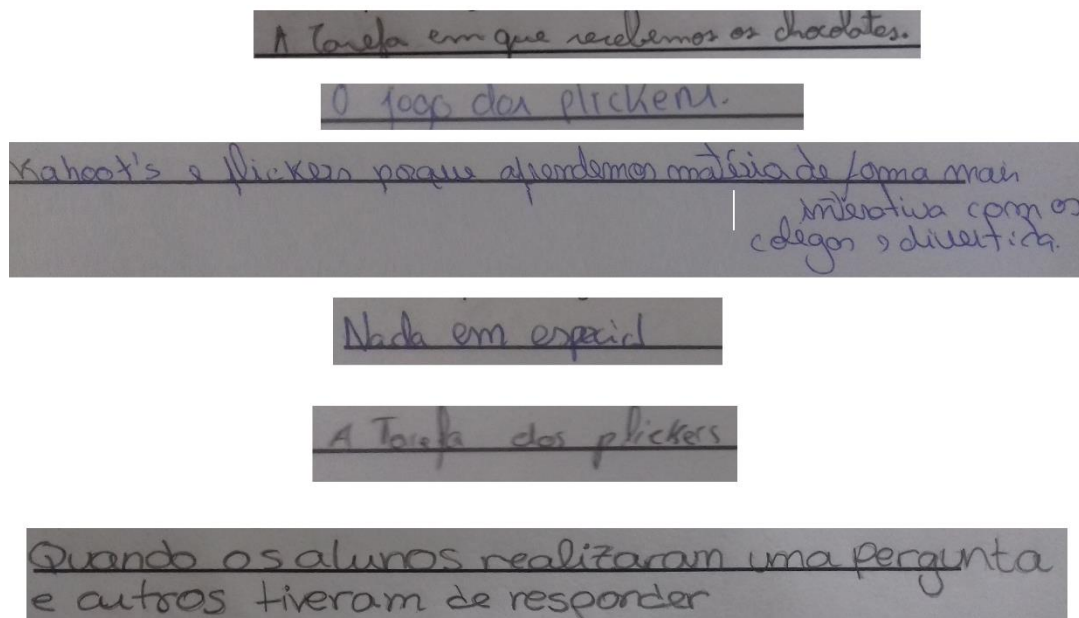 A Tarefa em que recebemos os chocolates.
O jogo dos plickers.
Kahoot's e Plickers poque aprendemos matéria de forma mais
interativa com os
colegas e divertida.
Nada em especial
A Tarefa dos plickers
Quando os alunos realizaram uma pergunta
e outros tiveram de responder